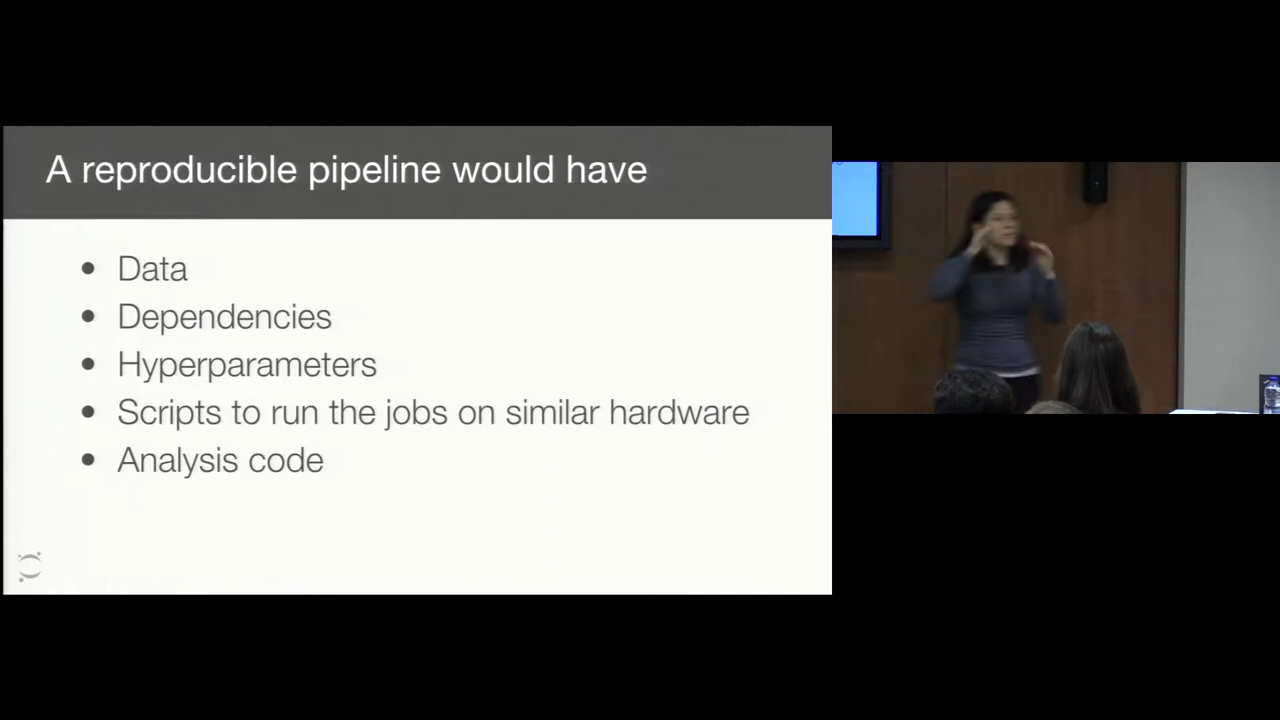 A reproducible pipeline would have
• Data
• Dependencies
• Hyperparameters
• Scripts to run the jobs on similar hardware
• Analysis code